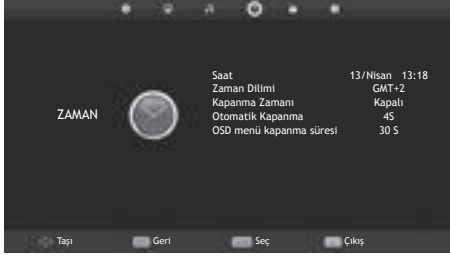 Saat 13/Nisan 13:18
Zaman Dilimi GMT+2
Kapanma Zamanı Kapalı
ZAMAN
Otomatik Kapanma 4S
OSD menü kapanma süresi 30 S
Taşı Geri Seç Çıkış